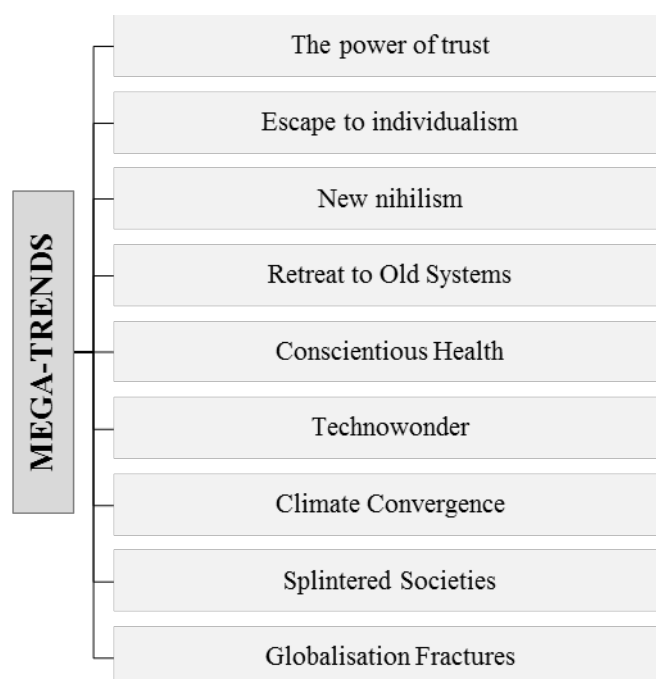 The power of trust
Escape to individualism
New nihilism
Retreat to Old Systems
MEGA-TRENDS
Conscientious Health
Technowonder
Climate Convergence
Splintered Societies
Globalisation Fractures